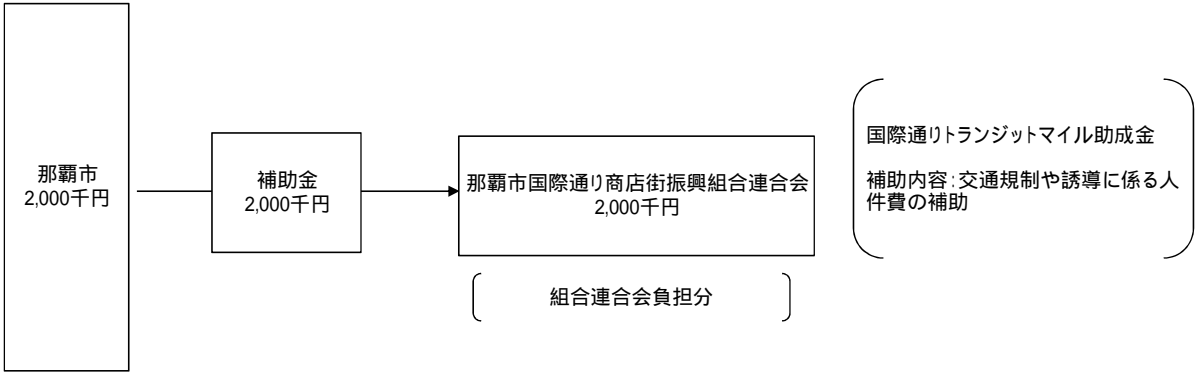 那覇市
2,000千円
補助金
2,000千円
那覇市国際通り商店街振興組合連合会
2,000千円
組合連合会負担分
国際通りトランジットマイル助成金
補助内容：交通規制や誘導に係る人
件費の補助